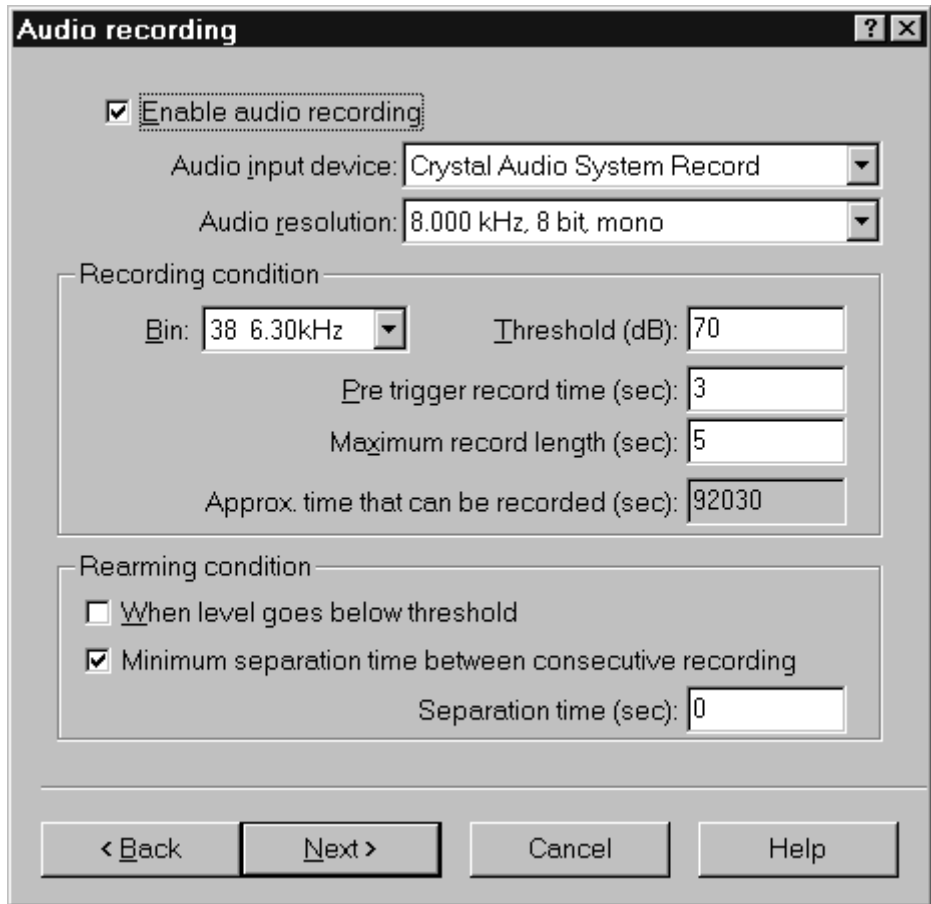 Audio recording
Enable audio recording
Audio input device: Crystal Audio System Record
Audio resolution: 8.000 kHz, 8 bit, mono
Recording condition
Bin: 38 6.30kHz Threshold (dB): 70
Pre trigger record time (sec): 3
Maximum record length (sec): 5
Approx. time that can be recorded (sec): 92030
Rearming condition
When level goes below threshold
Minimum separation time between consecutive recording
Separation time (sec): 0
< Back Next > Cancel Help